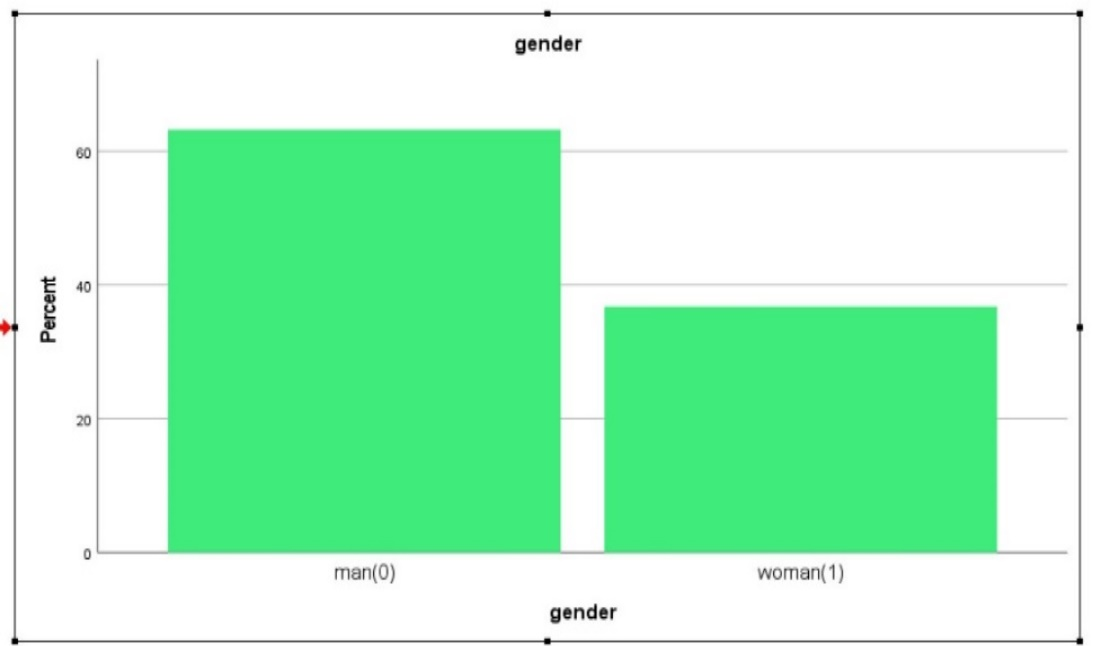 gender
60
40
20
0
Percent
man(0)
woman(1)
gender